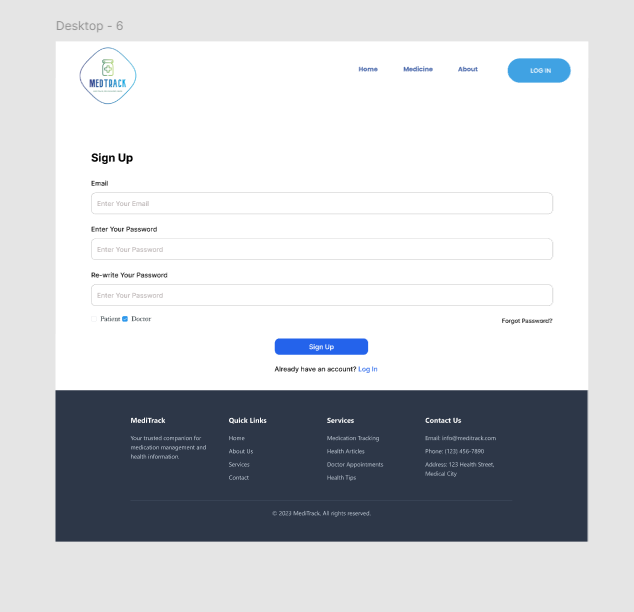 Desktop - 6
MEDTRACK
Home Medicine About LOG IN
Sign Up
Email
Enter Your Email
Enter Your Password
Enter Your Password
Re-write Your Password
Enter Your Password
Patient Doctor Forgot Password?
Sign Up
Already have an account? Log In
MediTrack Quick Links Services Contact Us
Your trusted companion for
medication management and
health information.
Home
About Us
Services
Contact
Medication Tracking
Health Articles
Doctor Appointments
Health Tips
Email: info@meditrack.com
Phone: (123) 456-7890
Address: 123 Health Street,
Medical City
© 2023 MediTrack. All rights reserved.